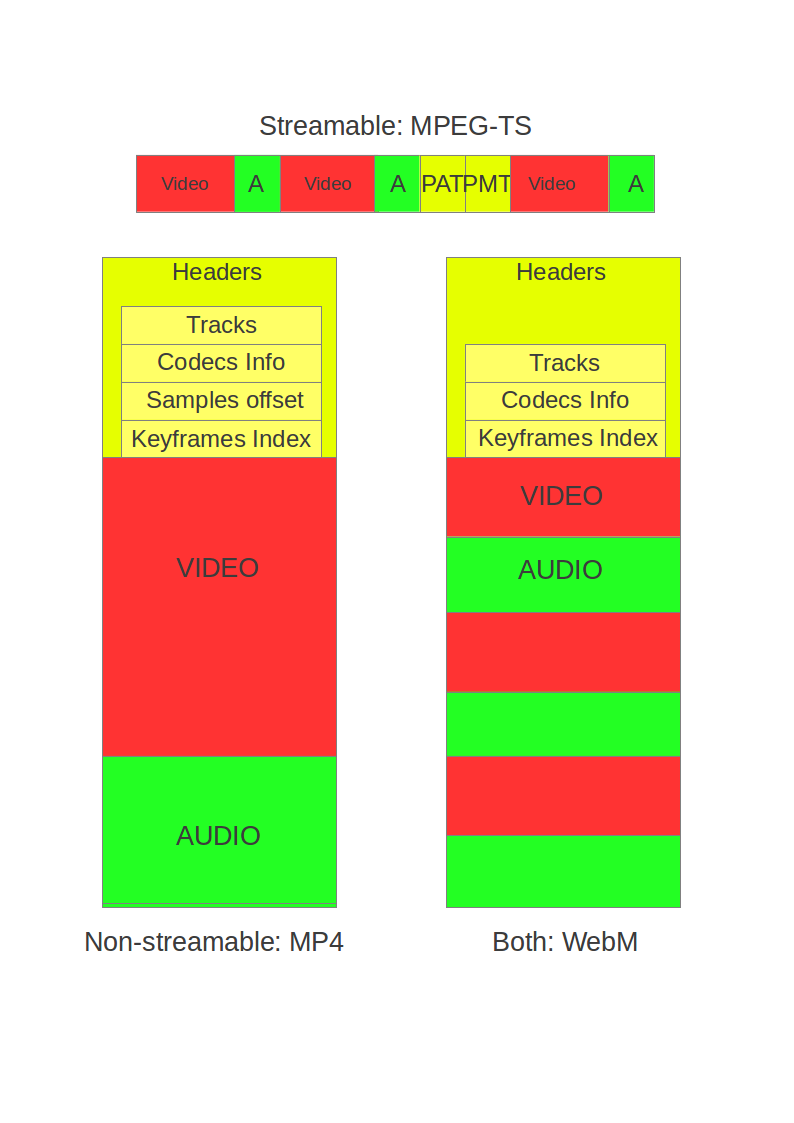 Streamable: MPEG-TS
Video A Video A PAT PMT Video A
Headers
Tracks
Codecs Info
Samples offset
Keyframes Index
VIDEO
AUDIO
Non-streamable: MP4
Headers
Tracks
Codecs Info
Keyframes Index
VIDEO
AUDIO
Both: WebM